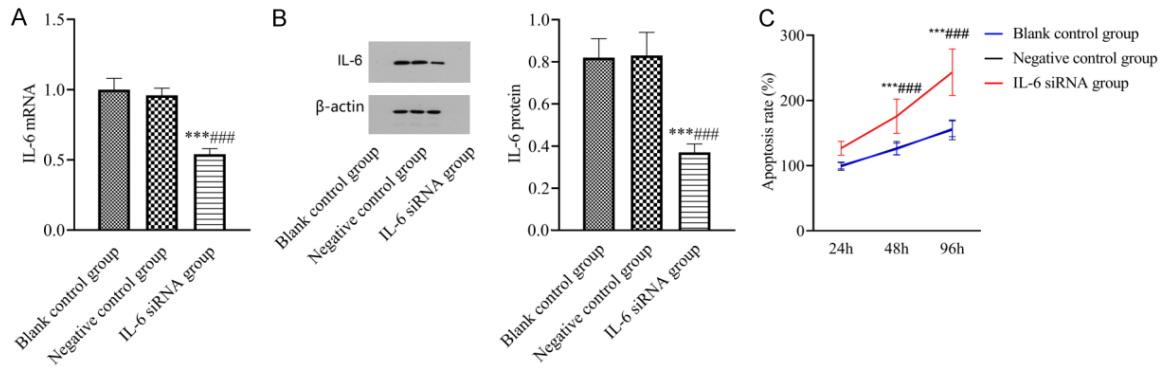 A
IL-6 mRNA
1.5
1.0
0.5
0.0
***###
Blank control group
Negative control group
IL-6 siRNA group
B
IL-6
β-actin
Blank control group
Negative control group
IL-6 siRNA group
IL-6 protein
1.0
0.8
0.6
0.4
0.2
0.0
***###
Blank control group
Negative control group
IL-6 siRNA group
C
Apoptosis rate (%)
300
200
100
0
24h
48h
96h
***###
***###
Blank control group
Negative control group
IL-6 siRNA group